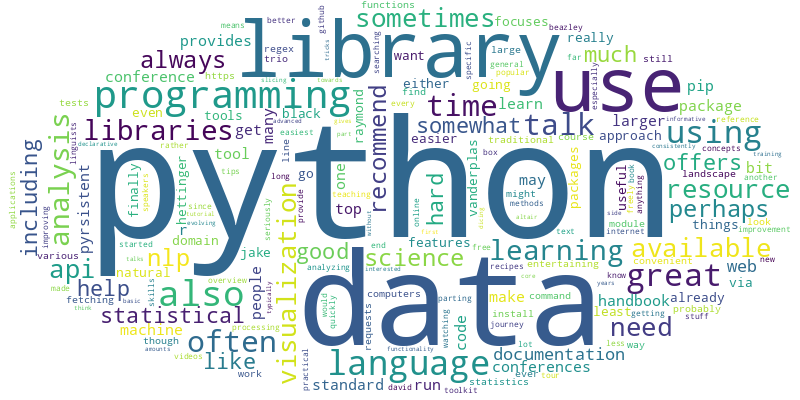 functions
sometimes
focuses
better
github
beazley
library
provides
regex
trio
tricks
searching
want
large
general
popular
specific
really
much
far
still
always
conference
https
slicing
towards
either
going
use
especially
pip
tests
programming
even
tools
many
black
raymond
find
every
time
learn
package
informative
reference
declarative
libraries
get
recommend
somewhat
talk
larger
using
analysis
linguists
rather
tool
easiest
line
advanced
given
part
easier
traditional
course
approach
consistently
concepts
training
including
applications
improving
pyrsistent
finally
tips
hettinger
python
go
one
hard
vanderplas
box
packages
useful
offers
bit
landscape
another
book
anything
resource
since
tutorial
evolving
long
provide
seriously
teaching
without
top
may
might
methods
altair
module
internet
side
perhaps
things
look
improvement
various
started
talks
speakers
r
domain
jake
people
visualization
good
online
first
features
learning
text
entertaining
recipes
convenient
available
new
web
via
api
nlp
natural
overview
fetching
made
basic
help
skills
also
science
end
free
interested
analyzing
data
great
know
core
years
handbook
already
probably
stuff
think
statistical
processing
typically
computers
parting
make
command
least
getting
need
machine
would
quickly
requests
watching
code
install
journey
lot
less
way
though
amounts
often
videos
practical
functionality
language
documentation
like
work
means
standard
david
run
toolkit
statistics
conferences
ever
tour